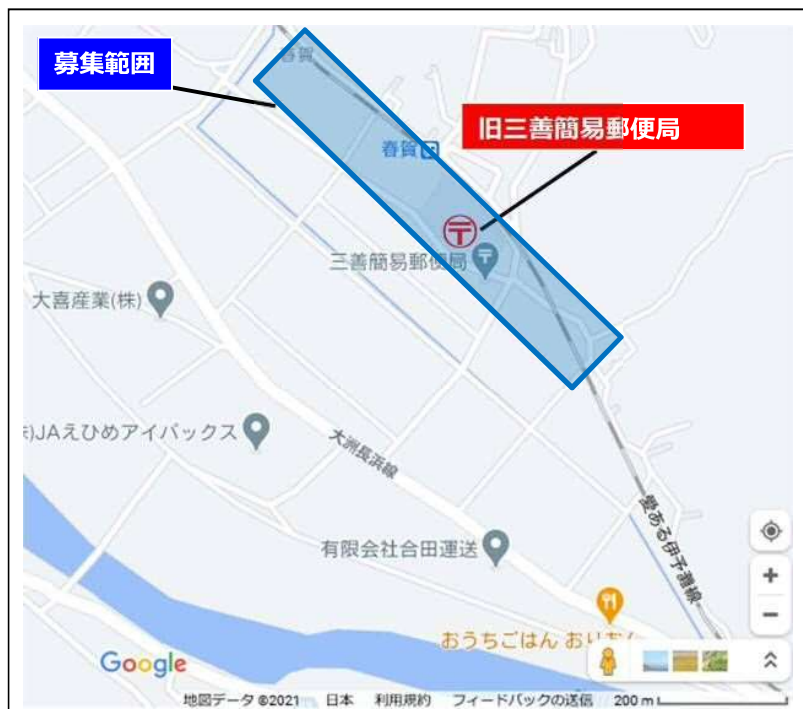 募集範囲
春賀
旧三善簡易郵便局
春賀
三善簡易郵便局
大喜産業(株)
)JAえひめアイパックス
大洲長浜線
愛ある伊予灘線
有限会社合田運送
おうちごはん おりおん
Google
地図データ ©2021 日本 利用規約 フィードバックの送信 200 m